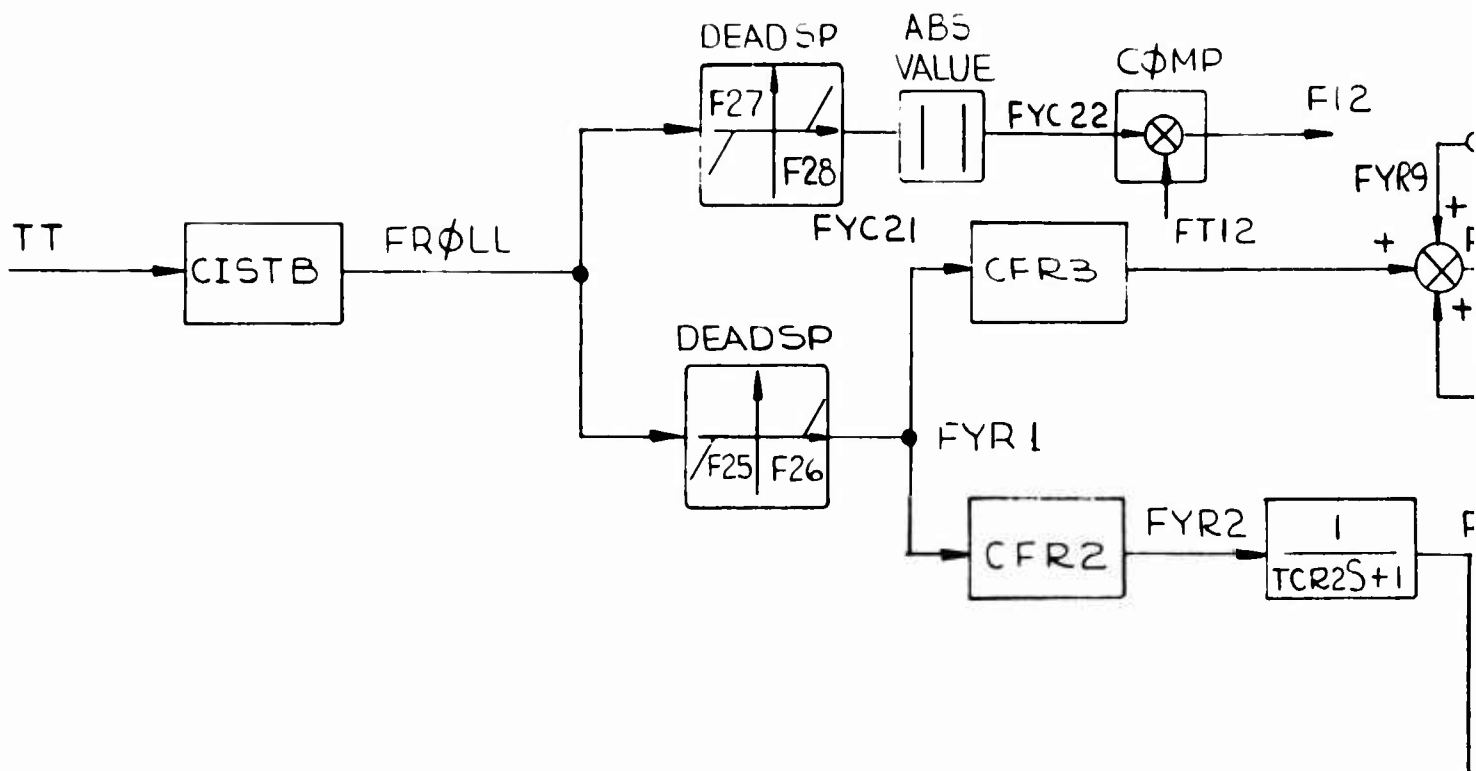 ABS
DEADSP
VALUE
CØMP
F27
F28
FYC22
F12
FT12
FYC21
FYR9
+
TT
CISTB
FRØLL
CFR3
+
+
DEADSP
F25
F26
FYR1
CFR2
FYR2
1
TCR2S+1